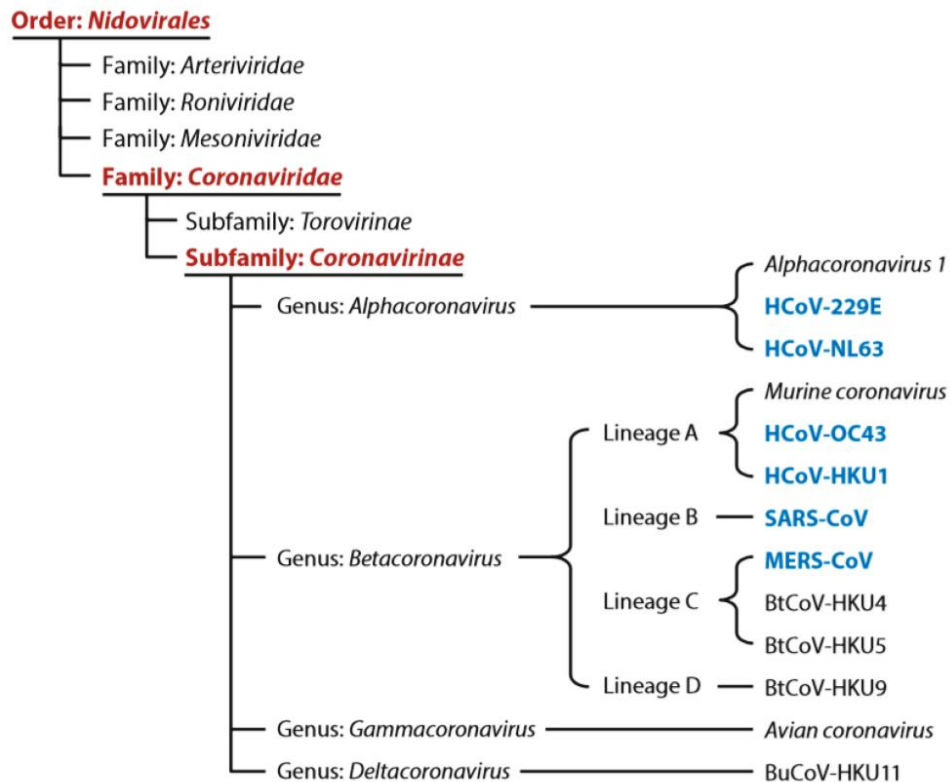 Order: Nidovirales
Family: Arteriviridae
Family: Roniviridae
Family: Mesoniviridae
Family: Coronaviridae
Subfamily: Torovirinae
Subfamily: Coronavirinae
Genus: Alphacoronavirus
Alphacoronavirus 1
HCoV-229E
HCoV-NL63
Genus: Betacoronavirus
Lineage A
Murine coronavirus
HCoV-OC43
HCoV-HKU1
Lineage B
SARS-CoV
Lineage C
MERS-CoV
BtCoV-HKU4
BtCoV-HKU5
Lineage D
BtCoV-HKU9
Genus: Gammacoronavirus
Avian coronavirus
Genus: Deltacoronavirus
BuCoV-HKU11